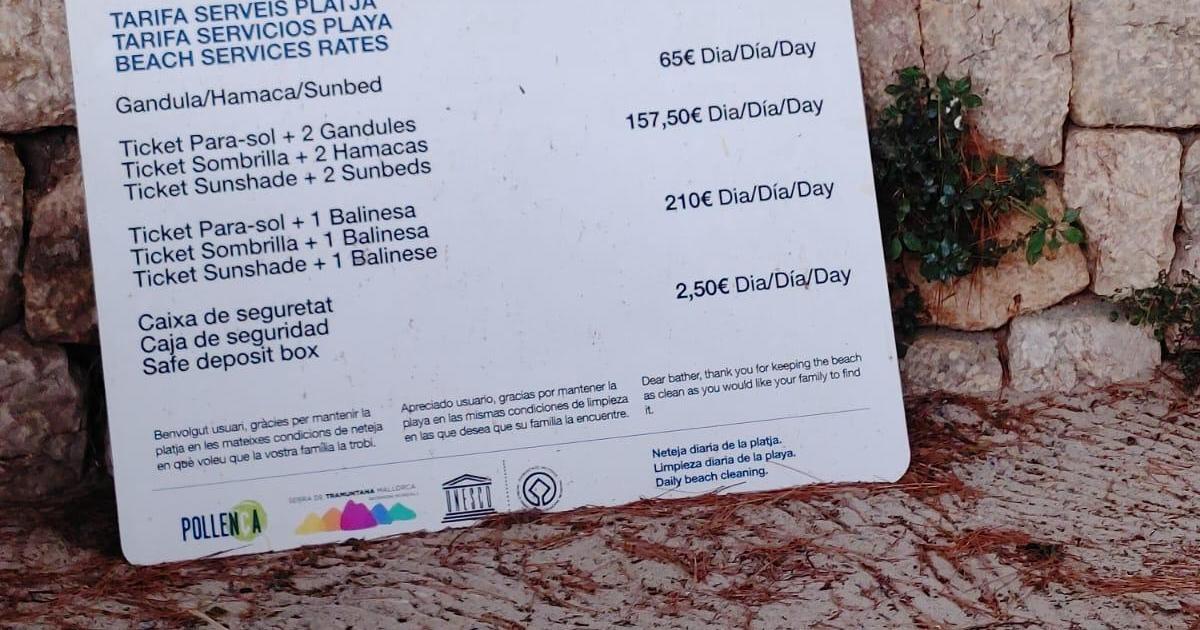 TARIFA SERVEIS PLATJA
TARIFA SERVICIOS PLAYA
BEACH SERVICES RATES
Gandula/Hamaca/Sunbed
65€ Dia/Día/Day
Ticket Para-sol + 2 Gandules
Ticket Sombrilla + 2 Hamacas
Ticket Sunshade + 2 Sunbeds
157,50€ Dia/Día/Day
Ticket Para-sol + 1 Balinesa
Ticket Sombrilla + 1 Balinesa
Ticket Sunshade + 1 Balinese
210€ Dia/Día/Day
Caixa de seguretat
Caja de seguridad
Safe deposit box
2,50€ Dia/Día/Day
Benvolgut usuari, gràcies per mantenir la
platja en les mateixes condicions de neteja
en què voleu que la vostra família la trobi.
Apreciado usuario, gracias por mantener la
playa en las mismas condiciones de limpieza
en las que desea que su familia la encuentre.
Dear bather, thank you for keeping the beach
as clean as you would like your family to find
it.
Neteja diaria de la platja.
Limpieza diaria de la playa.
Daily beach cleaning.
POLLENÇA
SERRA DE TRAMUNTANA MALLORCA
UNESCO